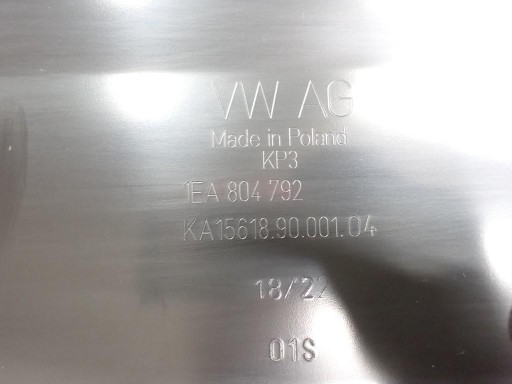 VW AG
Made in Poland
KP3
1EA 804 792
KA15618.90.001.04
18/22
01S